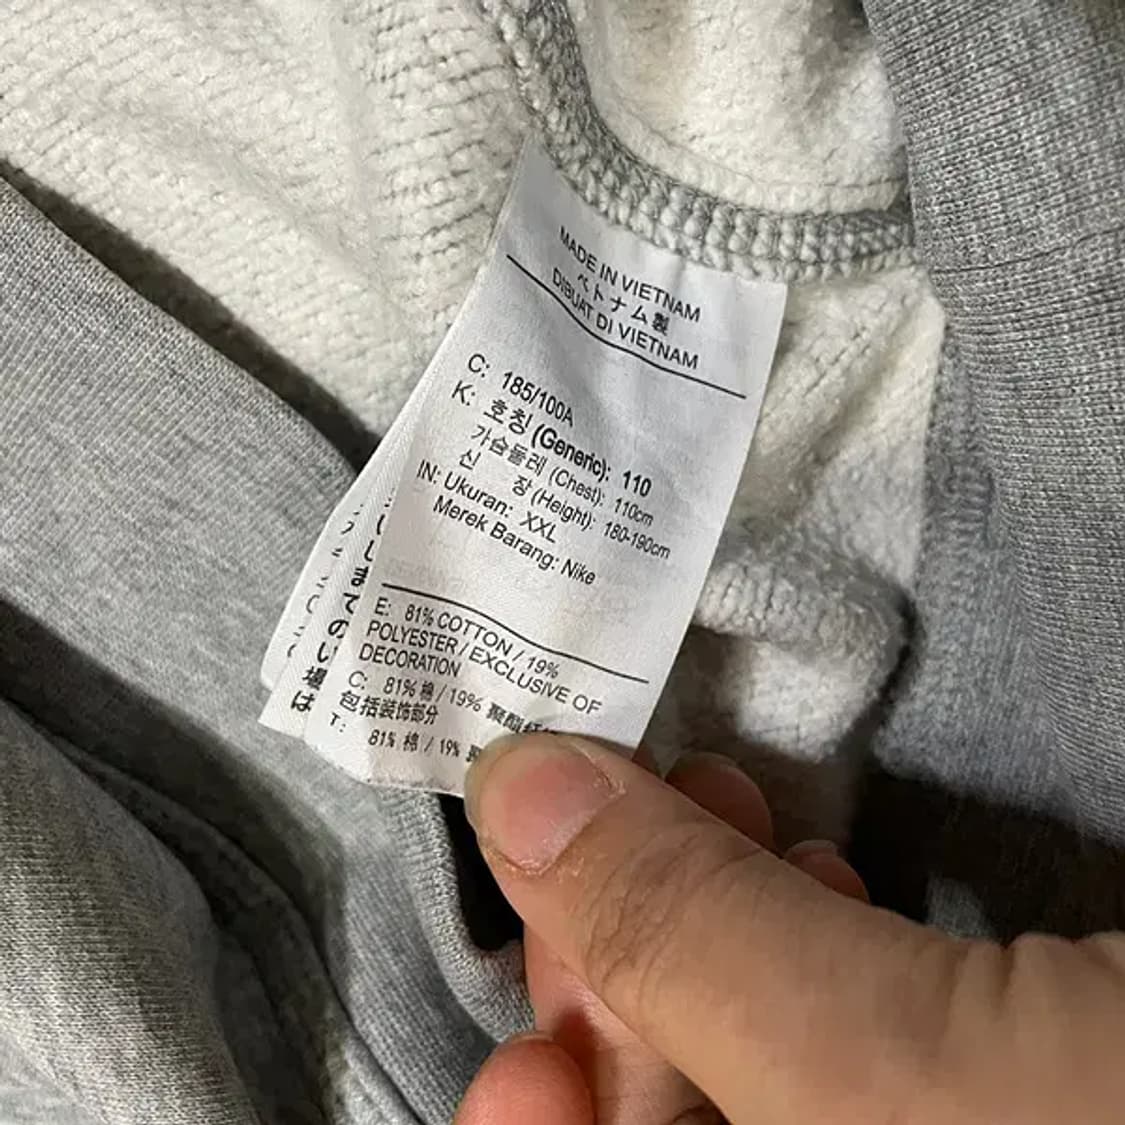 MADE IN VIETNAM
ベトナム製
DIBUAT DI VIETNAM
C: 185/100A
K: 호칭 (Generic): 110
가슴둘레 (Chest): 110cm
신 장 (Height): 180-190cm
IN: Ukuran: XXL
Merek Barang: Nike
E: 81% COTTON / 19%
POLYESTER / EXCLUSIVE OF
DECORATION
C: 81% 棉 / 19% 聚酯纤
包括装饰部分
T: 81% 棉 / 19%